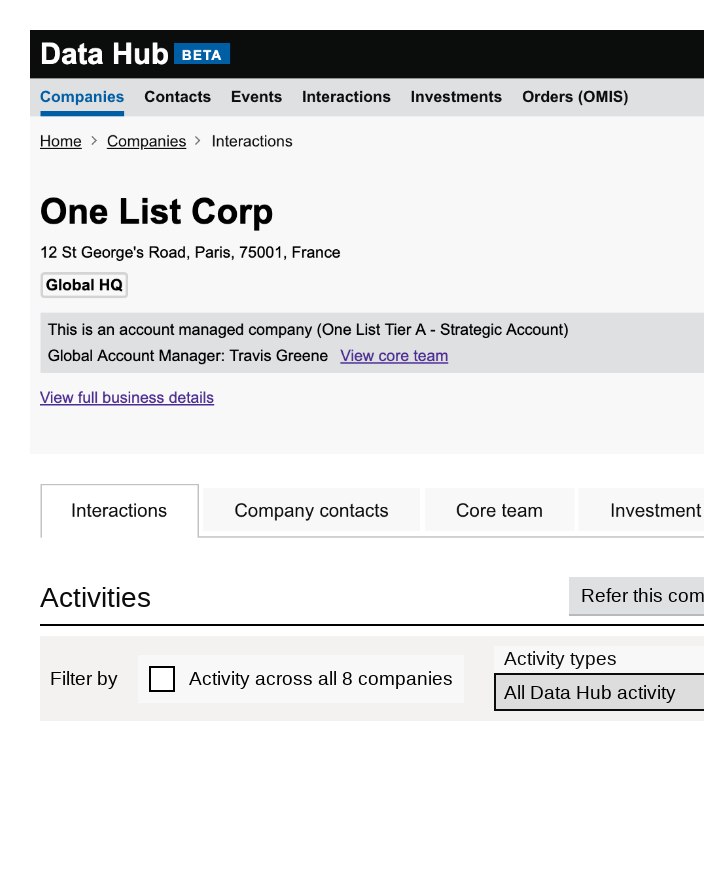 Data Hub BETA
Companies Contacts Events Interactions Investments Orders (OMIS)
Home > Companies > Interactions
One List Corp
12 St George's Road, Paris, 75001, France
Global HQ
This is an account managed company (One List Tier A - Strategic Account)
Global Account Manager: Travis Greene View core team
View full business details
Interactions Company contacts Core team Investment
Activities Refer this com
Filter by Activity across all 8 companies Activity types
All Data Hub activity